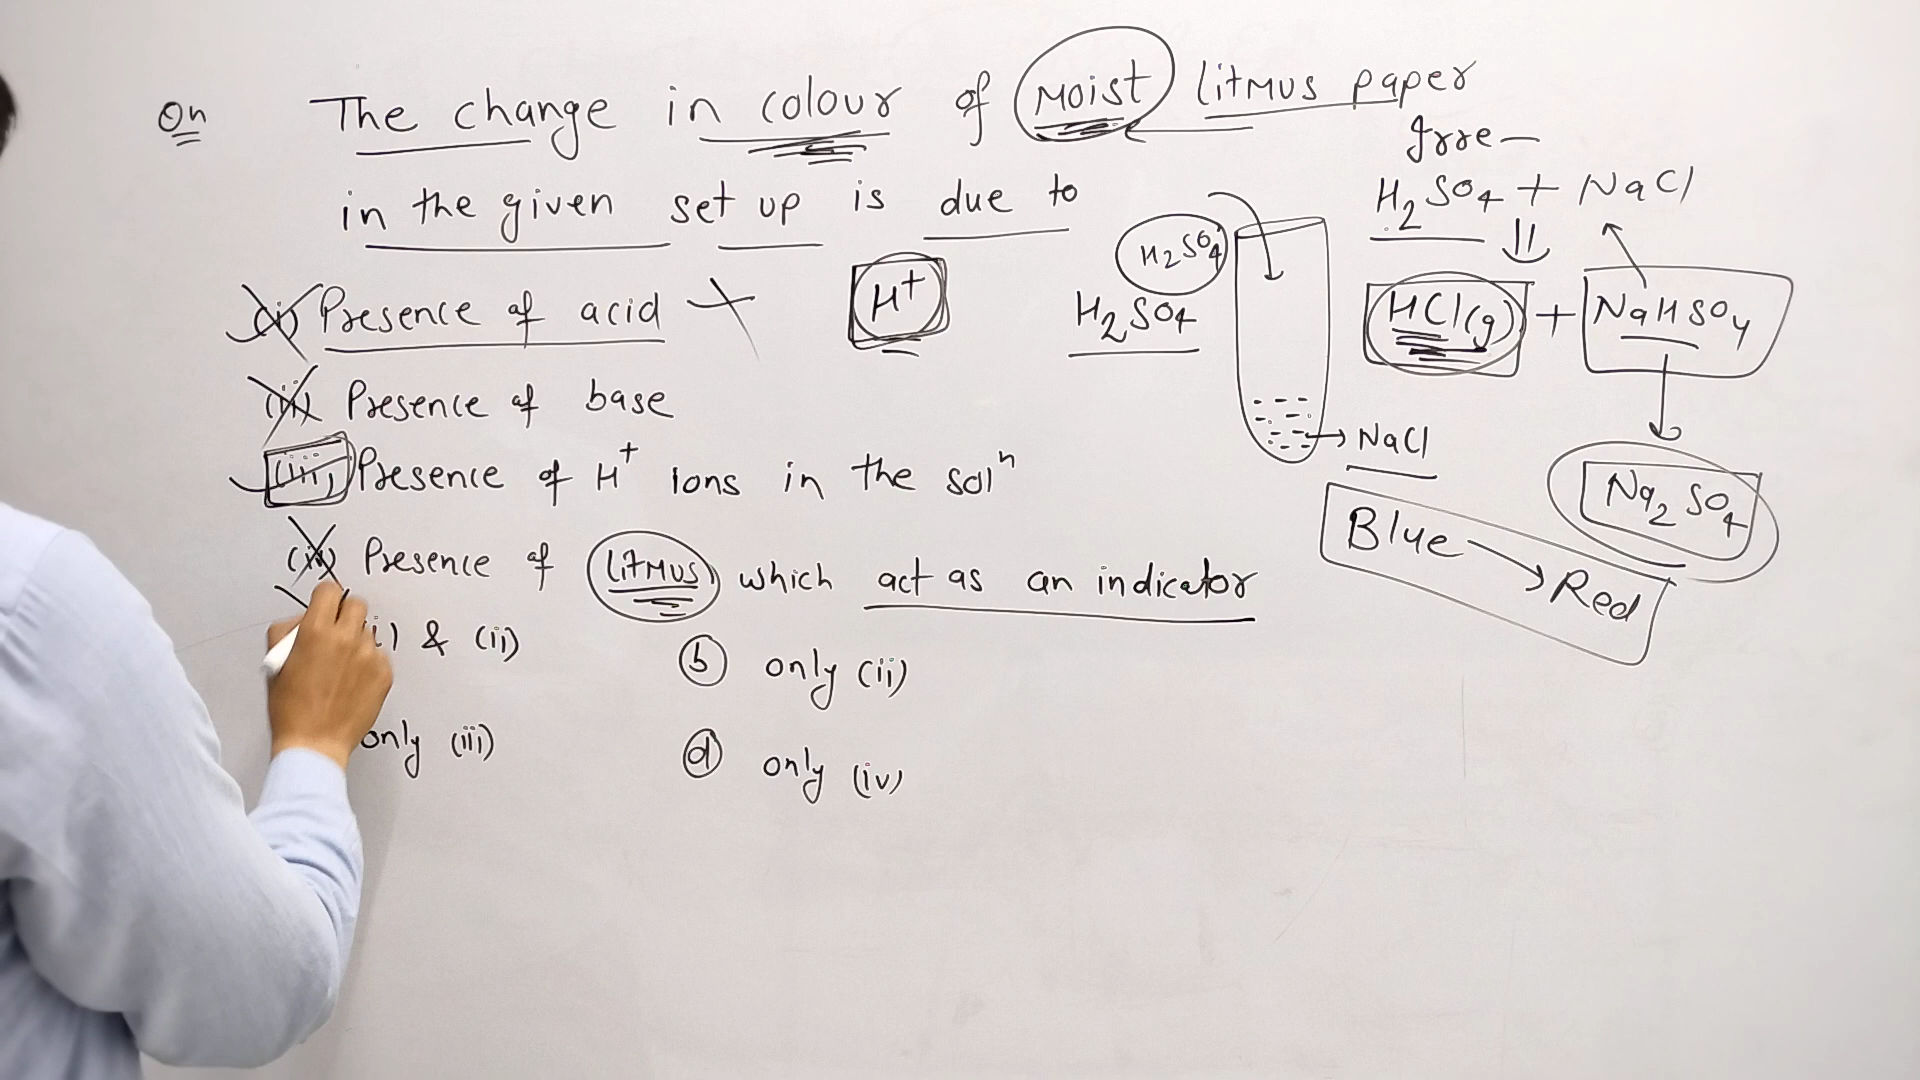 Qn The change in colour of moist litmus paper
in the given set up is due to
(i) Presence of acid
(ii) Presence of base
(iii) Presence of H⁺ ions in the solⁿ
(iv) Presence of litmus which act as an indicator
i) & (ii)
(b) only (ii)
only (iii)
(d) only (iv)
H⁺
H₂SO₄
H₂SO₄
NaCl
Irre—
H₂SO₄ + NaCl
⇓
HCl(g) + NaHSO₄
Na₂SO₄
Blue → Red